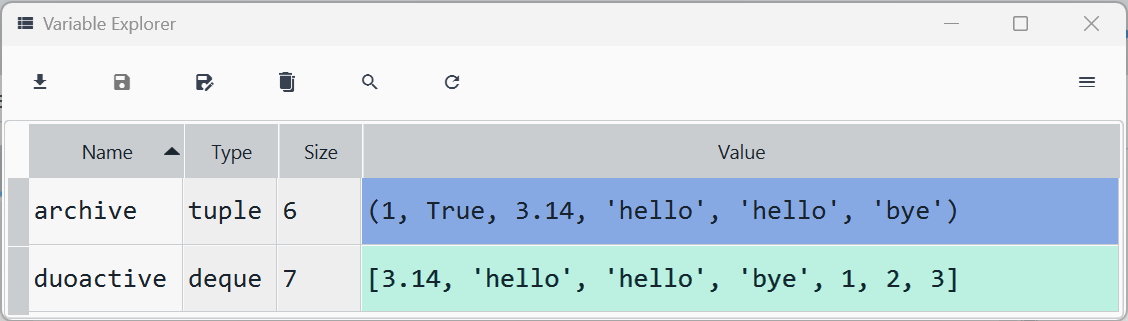 Variable Explorer
Name Type Size Value
archive tuple 6 (1, True, 3.14, 'hello', 'hello', 'bye')
duoactive deque 7 [3.14, 'hello', 'hello', 'bye', 1, 2, 3]